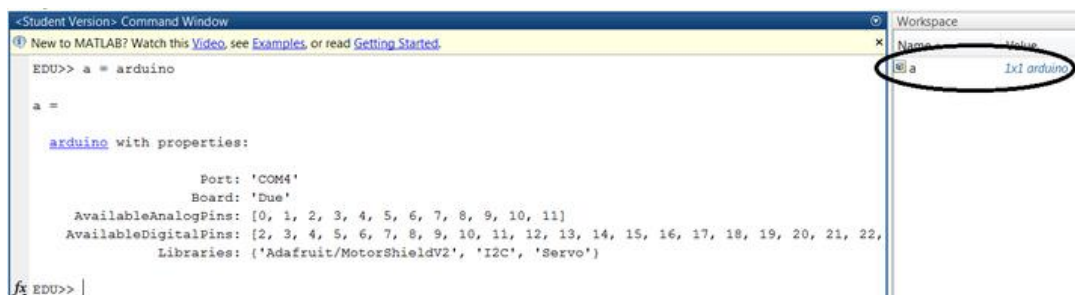 <Student Version> Command Window
New to MATLAB? Watch this Video, see Examples, or read Getting Started.
EDU>> a = arduino
a =
arduino with properties:
Port: 'COM4'
Board: 'Due'
AvailableAnalogPins: [0, 1, 2, 3, 4, 5, 6, 7, 8, 9, 10, 11]
AvailableDigitalPins: [2, 3, 4, 5, 6, 7, 8, 9, 10, 11, 12, 13, 14, 15, 16, 17, 18, 19, 20, 21, 22,
Libraries: {'Adafruit/MotorShieldV2', 'I2C', 'Servo'}
fx EDU>>
Workspace
Name Value
a 1x1 arduino